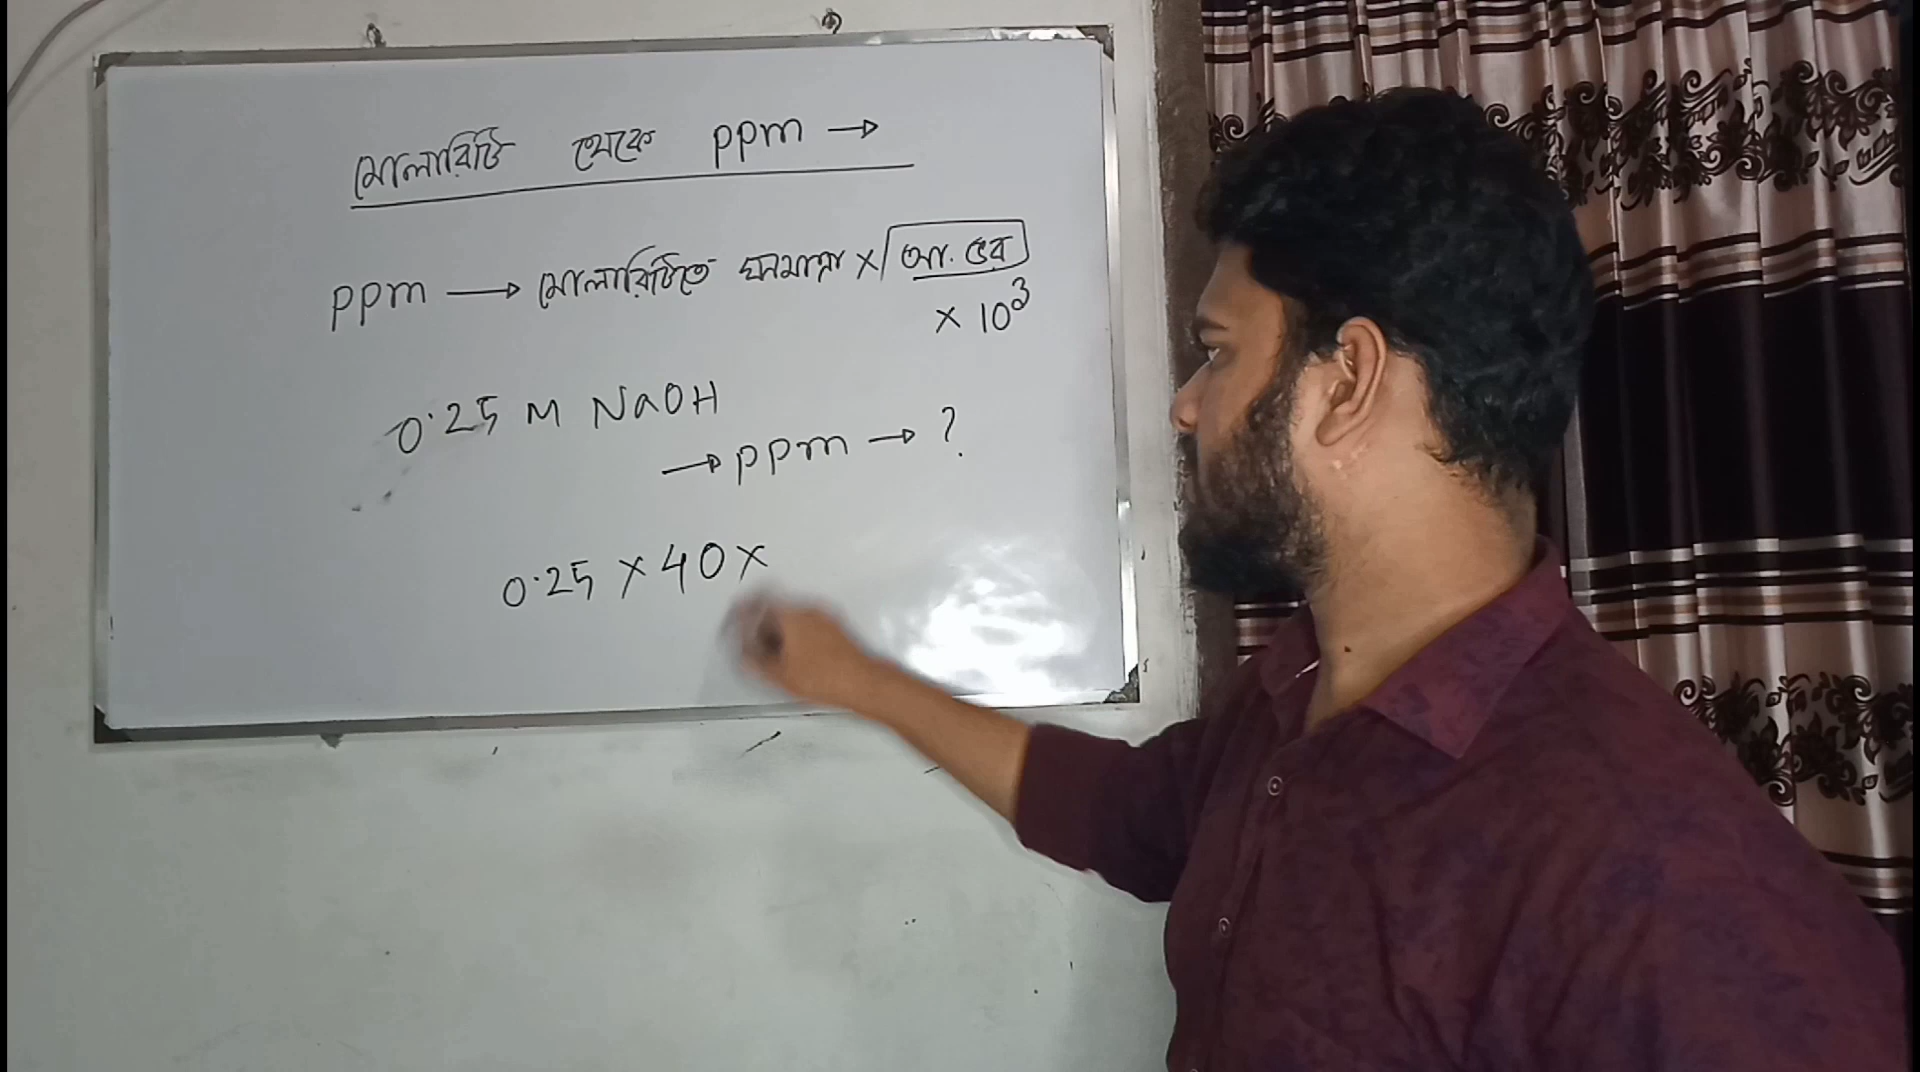 মোলারিটি থেকে ppm →
ppm → মোলারিটিতে ঘনমাত্রা × আ. ভর
× 10³
0.25 M NaOH
→ ppm → ?
0.25 × 40 ×